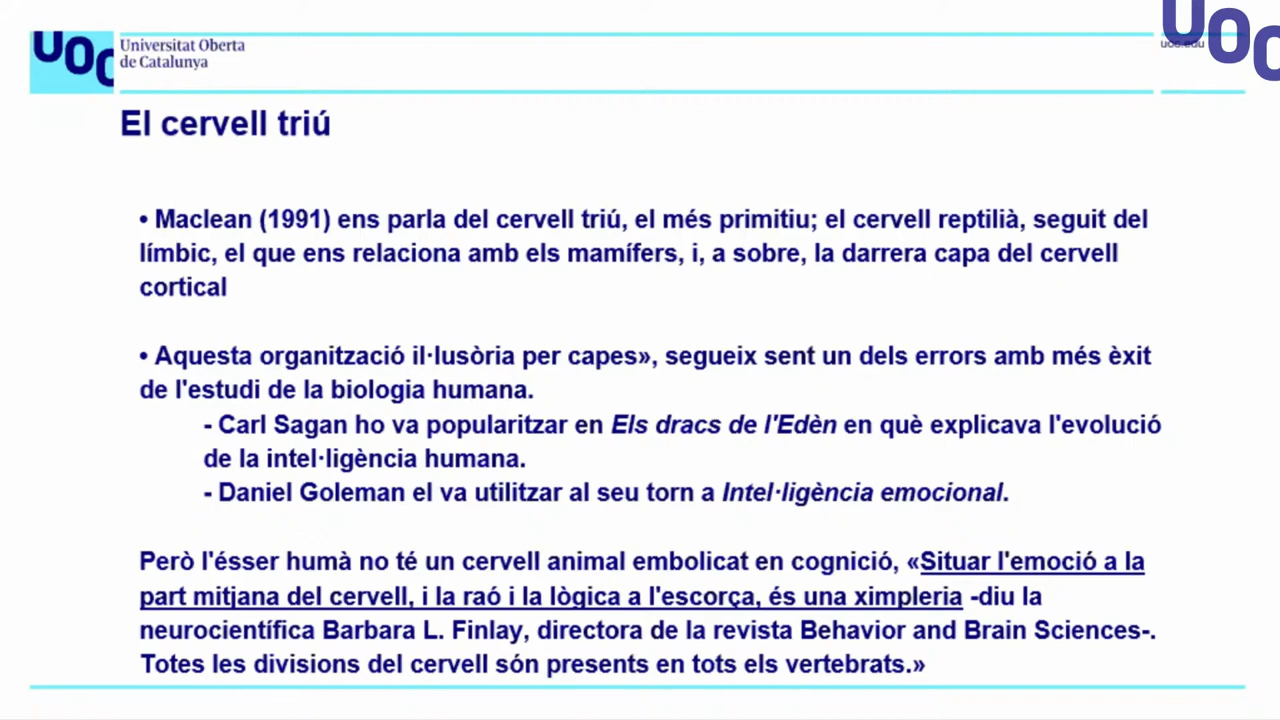 UOC
Universitat Oberta
de Catalunya
UOC
uoc.edu
El cervell triú
• Maclean (1991) ens parla del cervell triú, el més primitiu; el cervell reptilià, seguit del
límbic, el que ens relaciona amb els mamífers, i, a sobre, la darrera capa del cervell
cortical
• Aquesta organització il·lusòria per capes», segueix sent un dels errors amb més èxit
de l'estudi de la biologia humana.
- Carl Sagan ho va popularitzar en Els dracs de l'Edèn en què explicava l'evolució
de la intel·ligència humana.
- Daniel Goleman el va utilitzar al seu torn a Intel·ligència emocional.
Però l'ésser humà no té un cervell animal embolicat en cognició, «Situar l'emoció a la
part mitjana del cervell, i la raó i la lògica a l'escorça, és una ximpleria -diu la
neurocientífica Barbara L. Finlay, directora de la revista Behavior and Brain Sciences-.
Totes les divisions del cervell són presents en tots els vertebrats.»